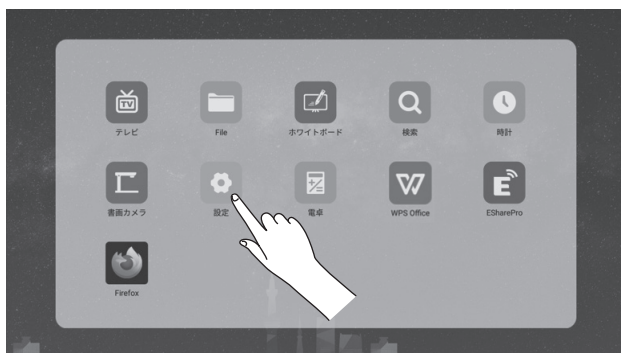 TV
テレビ
File
ホワイトボード
検索
時計
書画カメラ
設定
電卓
W
WPS Office
E
ESharePro
Firefox